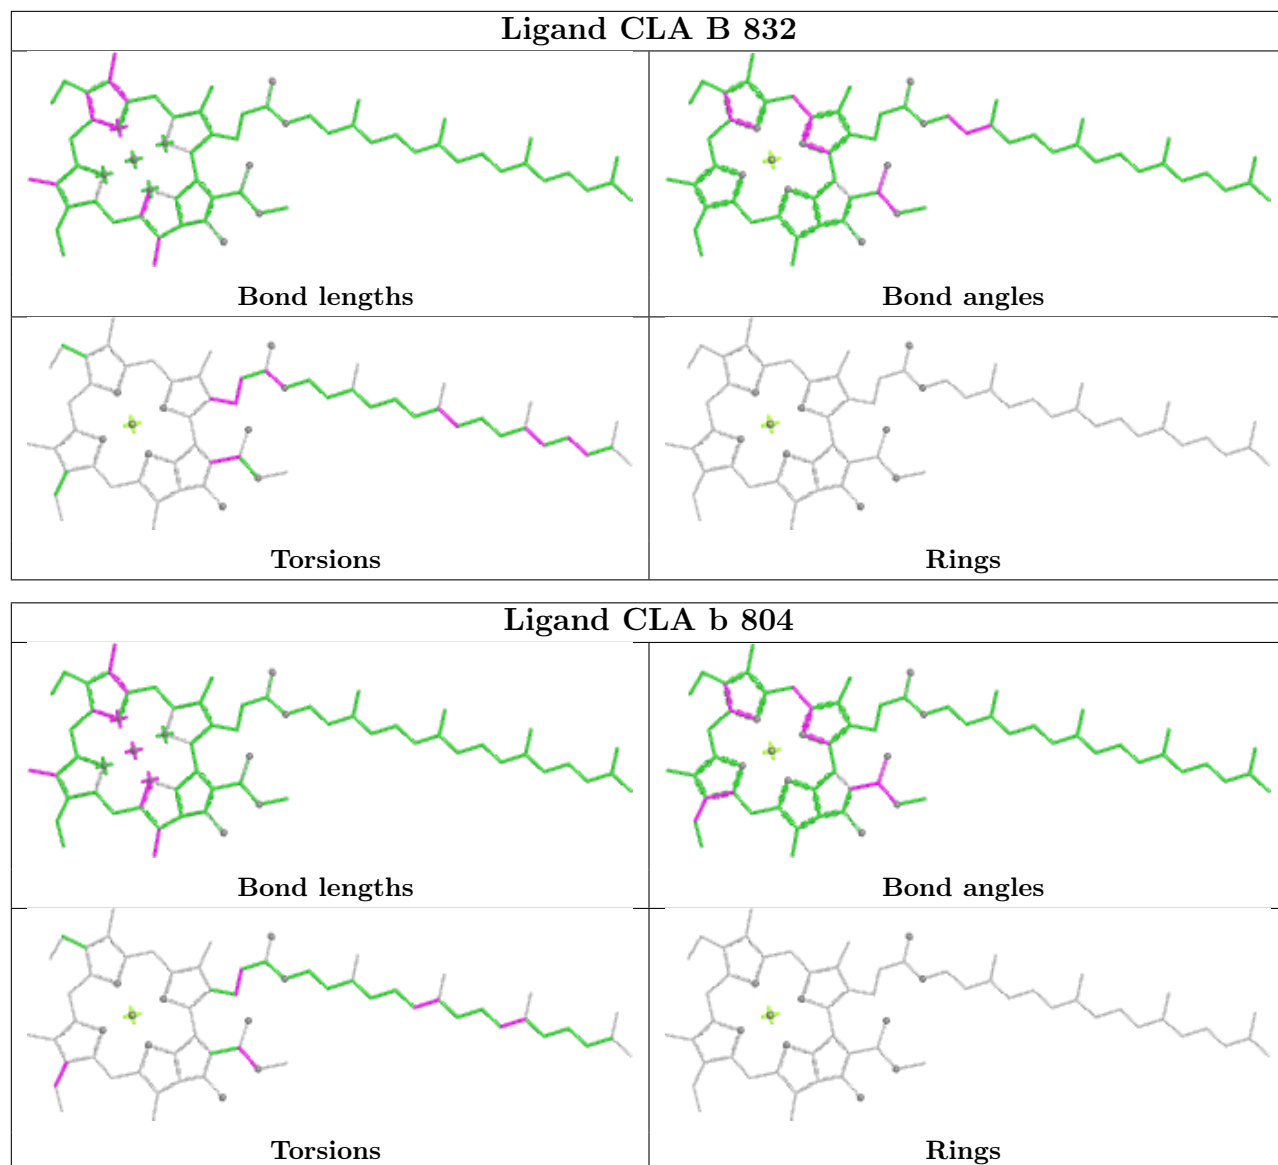 Ligand CLA B 832
Bond lengths
Bond angles
Torsions
Rings
Ligand CLA b 804
Bond lengths
Bond angles
Torsions
Rings